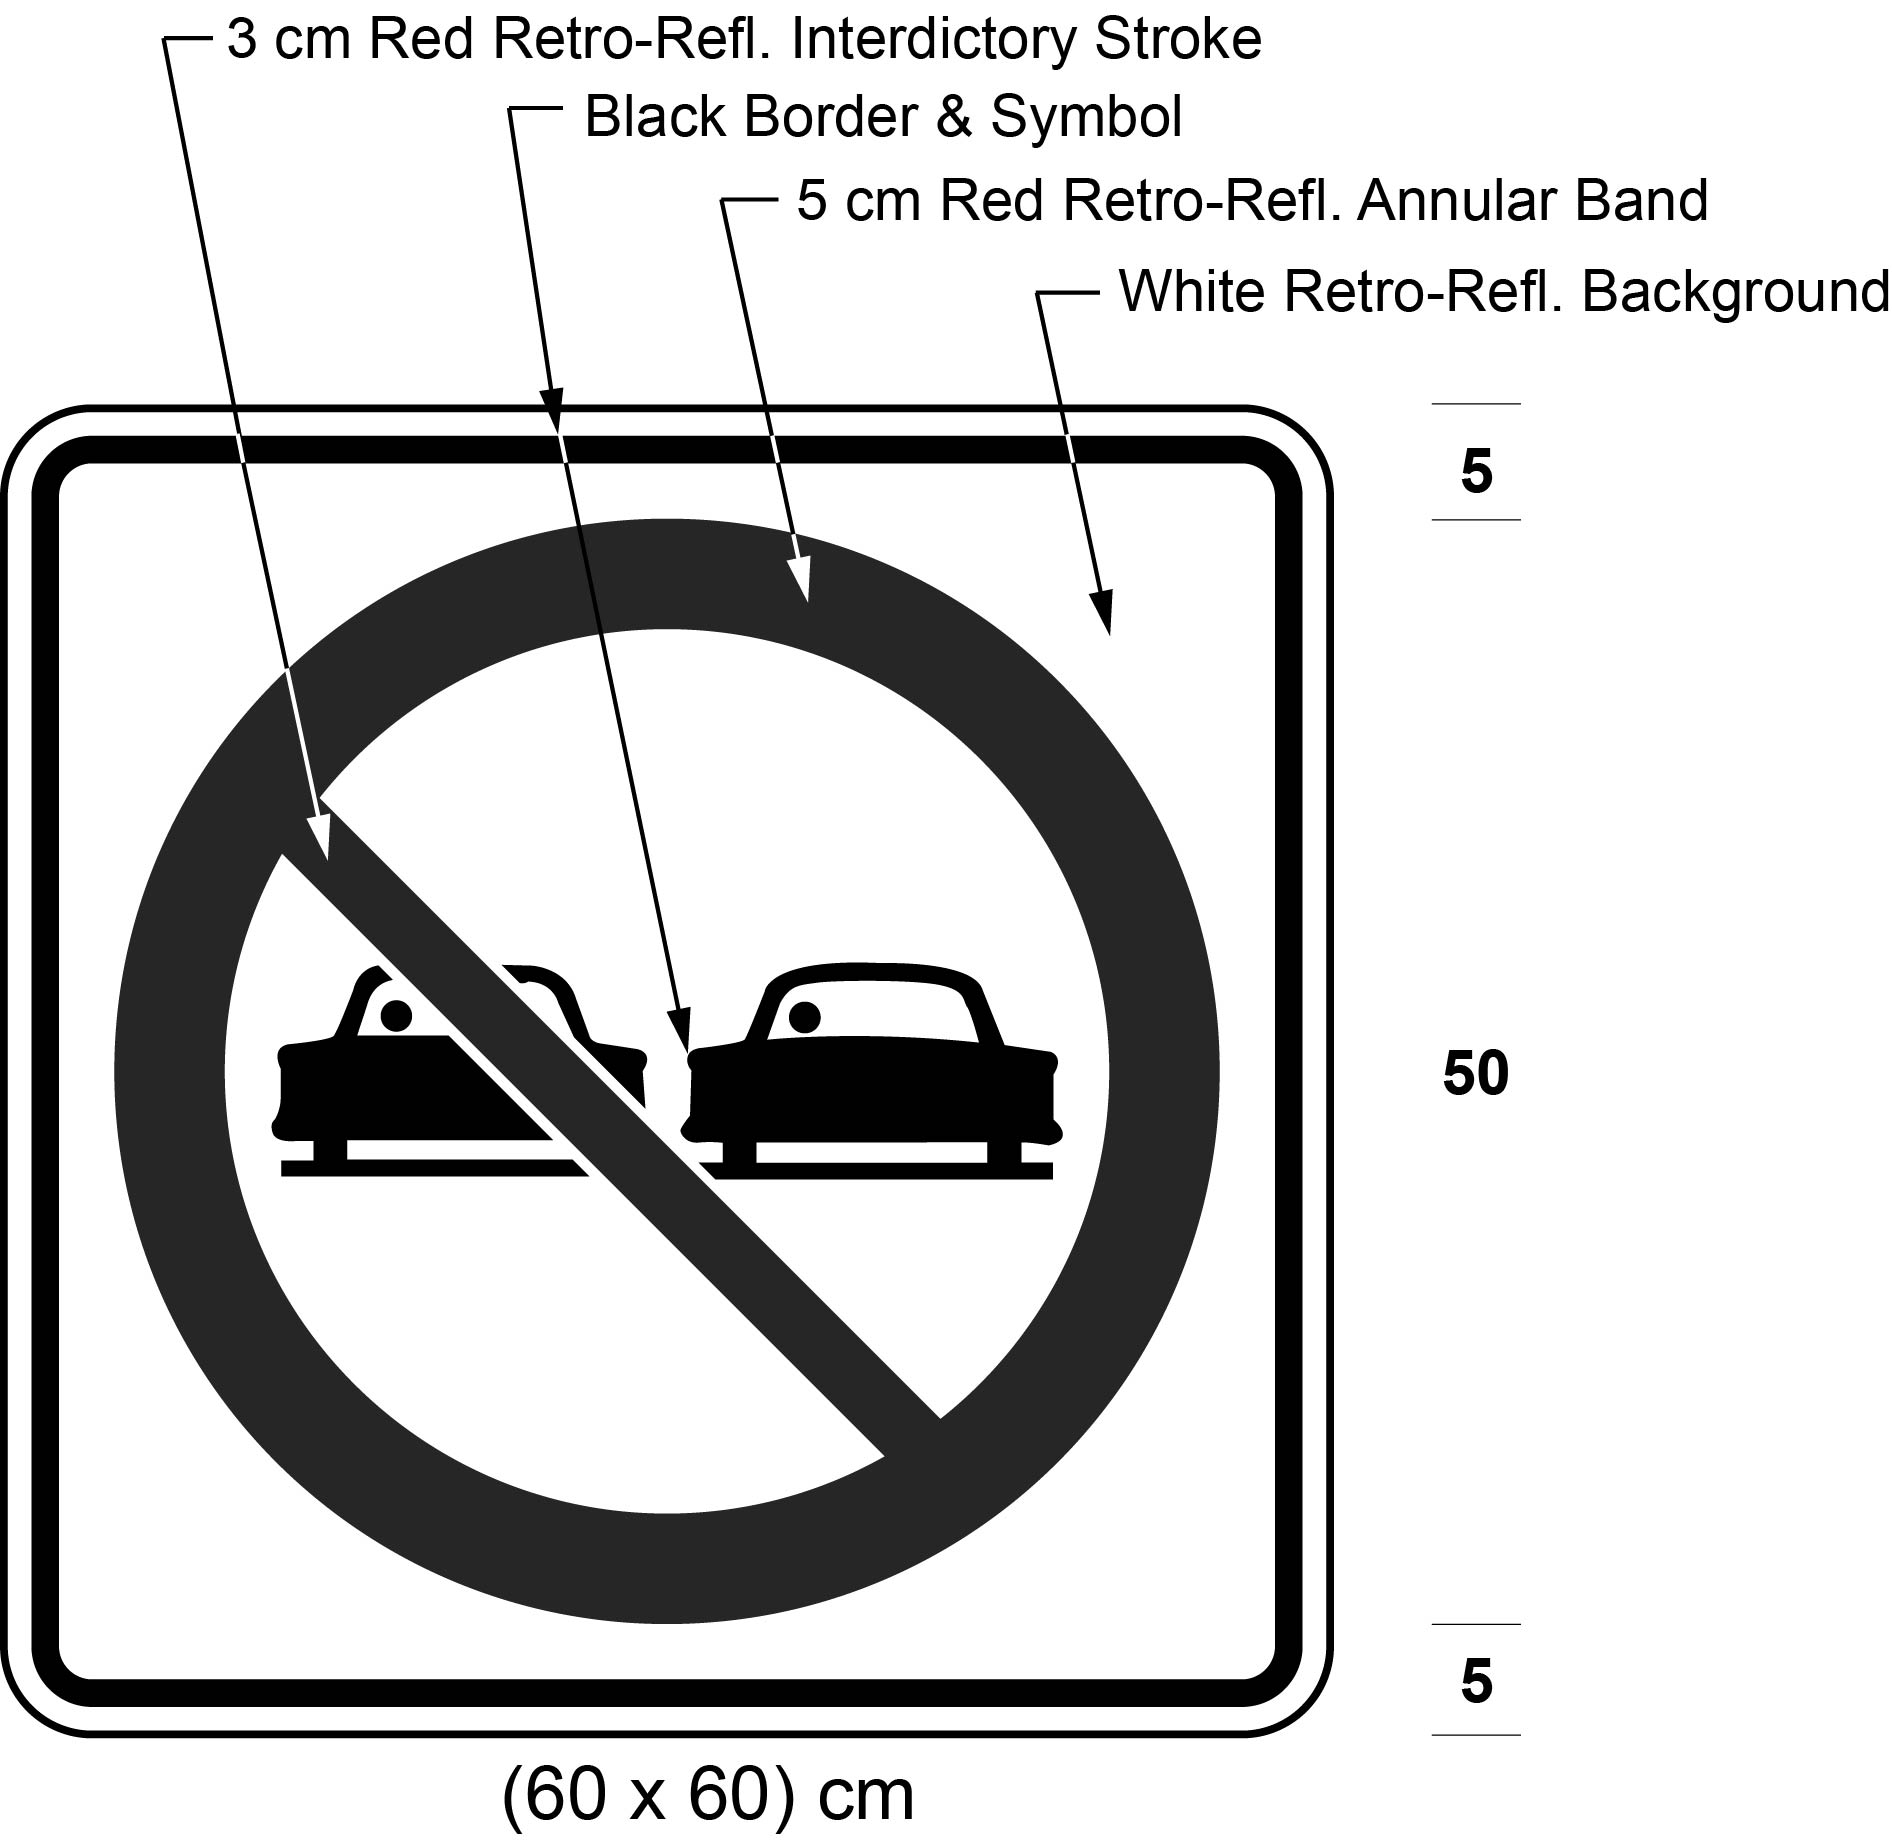 3 cm Red Retro-Refl. Interdictory Stroke
Black Border & Symbol
5 cm Red Retro-Refl. Annular Band
White Retro-Refl. Background
5
50
5
(60 x 60) cm